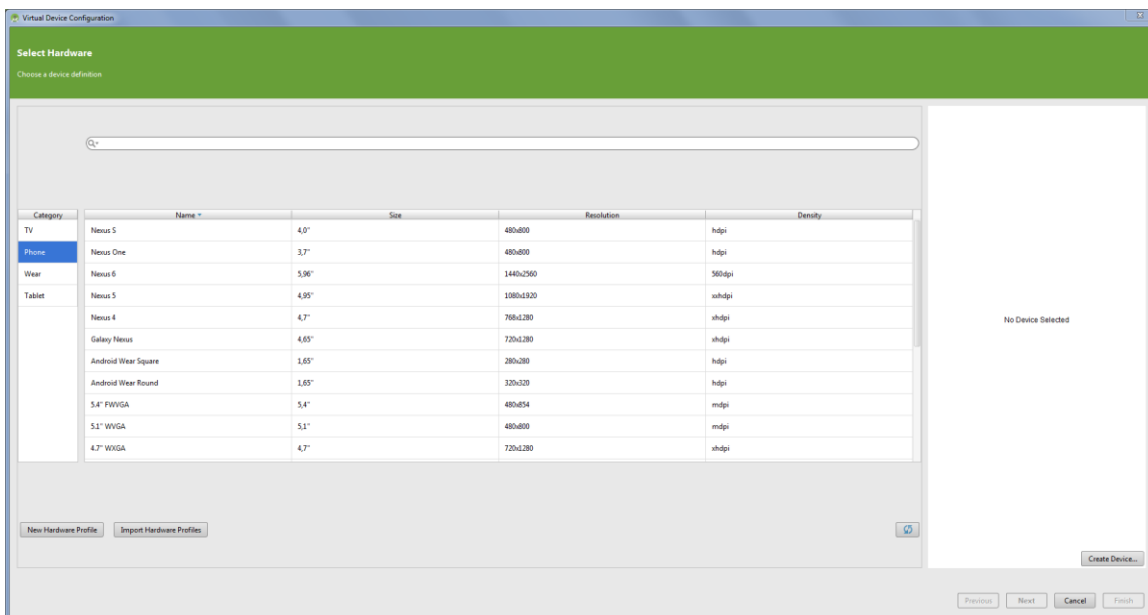 Virtual Device Configuration
Select Hardware
Choose a device definition
Category Name Size Resolution Density
TV Nexus S 4,0" 480x800 hdpi
Phone Nexus One 3,7" 480x800 hdpi
Wear Nexus 6 5,96" 1440x2560 560dpi
Tablet Nexus 5 4,95" 1080x1920 xxhdpi
Nexus 4 4,7" 768x1280 xhdpi
Galaxy Nexus 4,65" 720x1280 xhdpi
Android Wear Square 1,65" 280x280 hdpi
Android Wear Round 1,65" 320x320 hdpi
5.4" FWVGA 5,4" 480x854 mdpi
5.1" WVGA 5,1" 480x800 mdpi
4.7" WXGA 4,7" 720x1280 xhdpi
No Device Selected
New Hardware Profile Import Hardware Profiles
Create Device...
Previous Next Cancel Finish